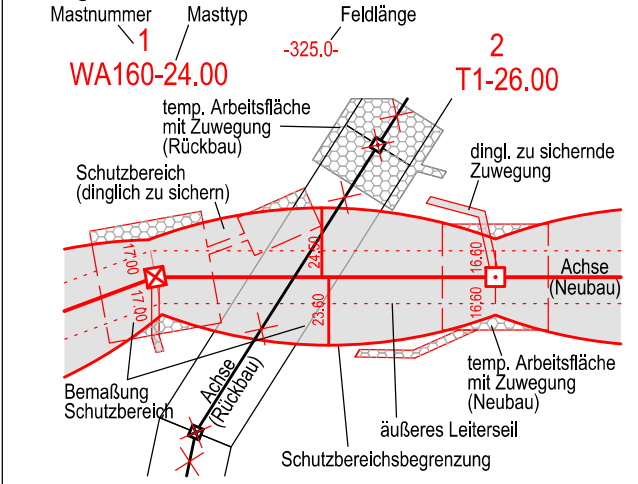 Mastnummer Masttyp Feldlänge
1
-325.0-
2
WA160-24.00
T1-26.00
temp. Arbeitsfläche
mit Zuwegung
(Rückbau)
dingl. zu sichernde
Zuwegung
Schutzbereich
(dinglich zu sichern)
17.00
17.00
24.50
23.60
16.60
16.60
Achse
(Neubau)
Bemaßung
Schutzbereich
Achse
(Rückbau)
temp. Arbeitsfläche
mit Zuwegung
(Neubau)
äußeres Leiterseil
Schutzbereichsbegrenzung